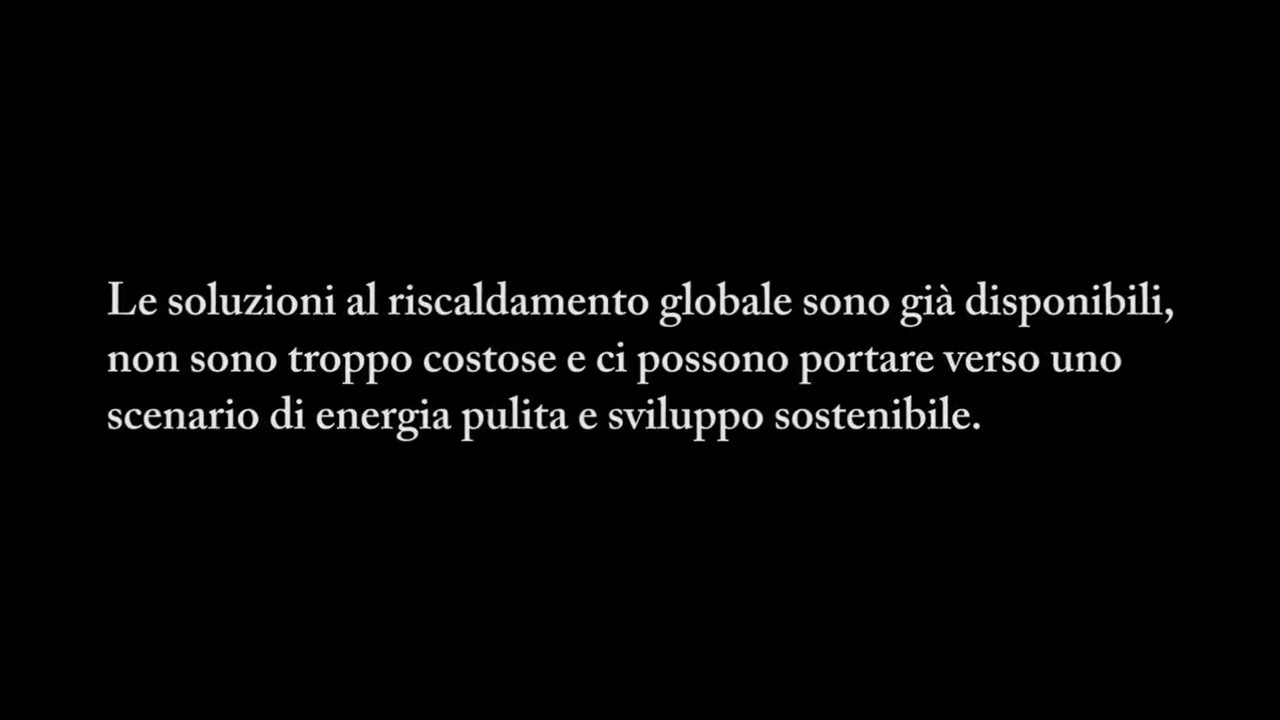 Le soluzioni al riscaldamento globale sono già disponibili,
non sono troppo costose e ci possono portare verso uno
scenario di energia pulita e sviluppo sostenibile.